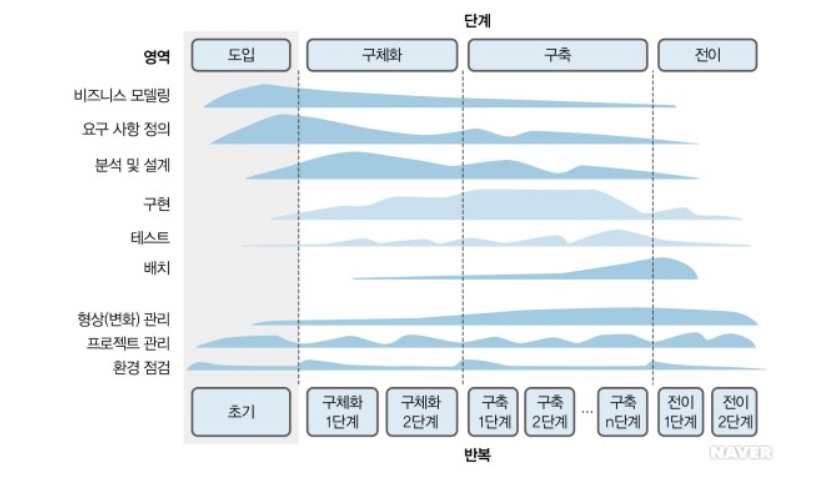 단계
영역
도입
구체화
구축
전이
비즈니스 모델링
요구 사항 정의
분석 및 설계
구현
테스트
배치
형상(변화) 관리
프로젝트 관리
환경 점검
초기
구체화
1단계
구체화
2단계
구축
1단계
구축
2단계
...
구축
n단계
전이
1단계
전이
2단계
반복
NAVER